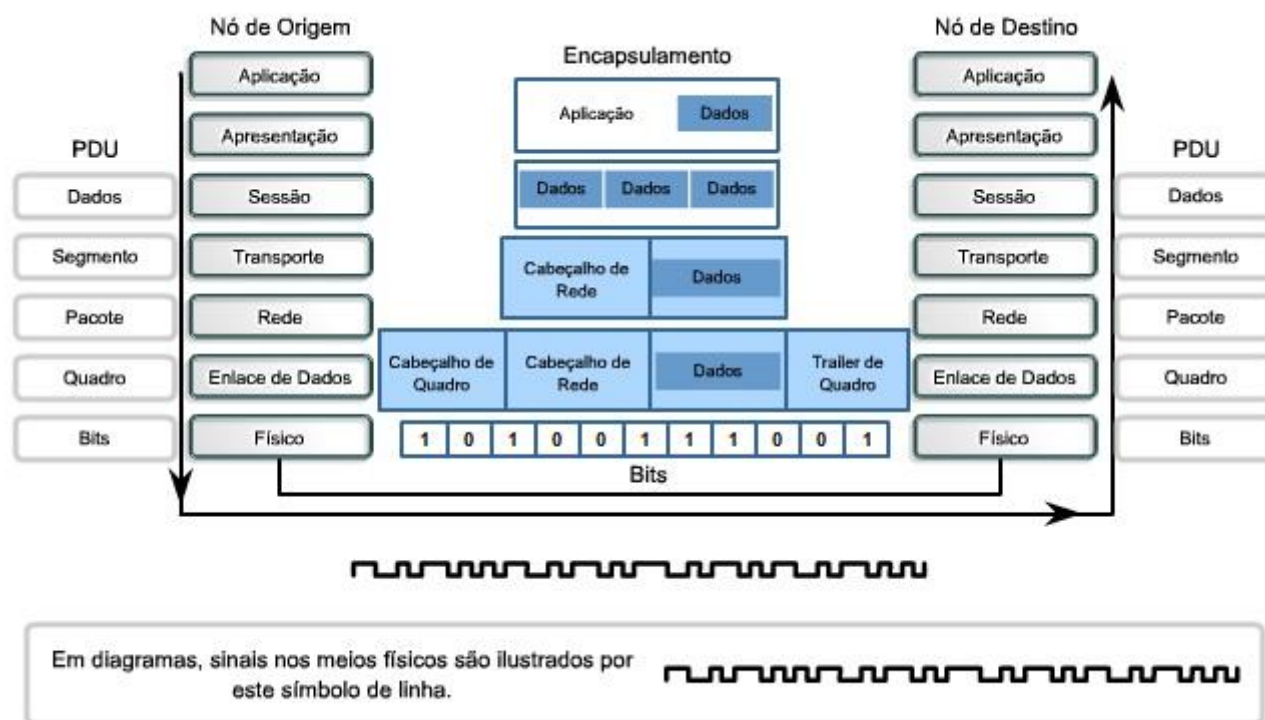 Nó de Origem
Nó de Destino
Encapsulamento
Aplicação
Aplicação
Dados
Aplicação
Apresentação
Apresentação
PDU
PDU
Dados
Sessão
Dados
Dados
Dados
Sessão
Dados
Segmento
Transporte
Cabeçalho de
Rede
Dados
Transporte
Segmento
Pacote
Rede
Rede
Pacote
Quadro
Enlace de Dados
Cabeçalho de
Quadro
Cabeçalho de
Rede
Dados
Trailer de
Quadro
Enlace de Dados
Quadro
Bits
Físico
1 0 1 0 0 1 1 1 0 0 1
Físico
Bits
Bits
Em diagramas, sinais nos meios físicos são ilustrados por
este símbolo de linha.